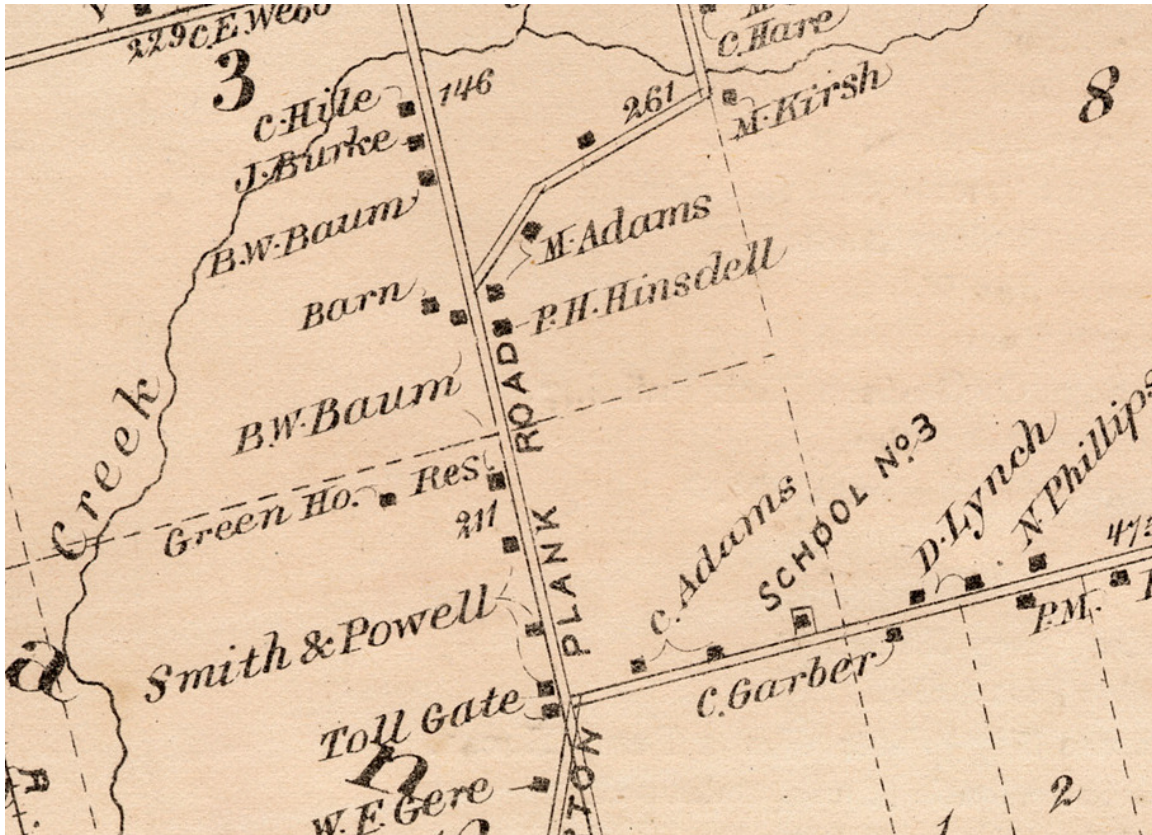 229 C.E. Webb
3
C. Hare
C. Hile
146
261
M. Kirsh
8
J. Burke
B.W. Baum
M. Adams
Barn
P.H. Hinsdell
B.W. Baum
PLANK ROAD
Creek
Green Ho.
Res.
211
C. Adams
SCHOOL No. 3
D. Lynch
N. Phillips
475
Smith & Powell
P.M.
C. Garber
a
Toll Gate
n
W.E. Gere
TON
1
2